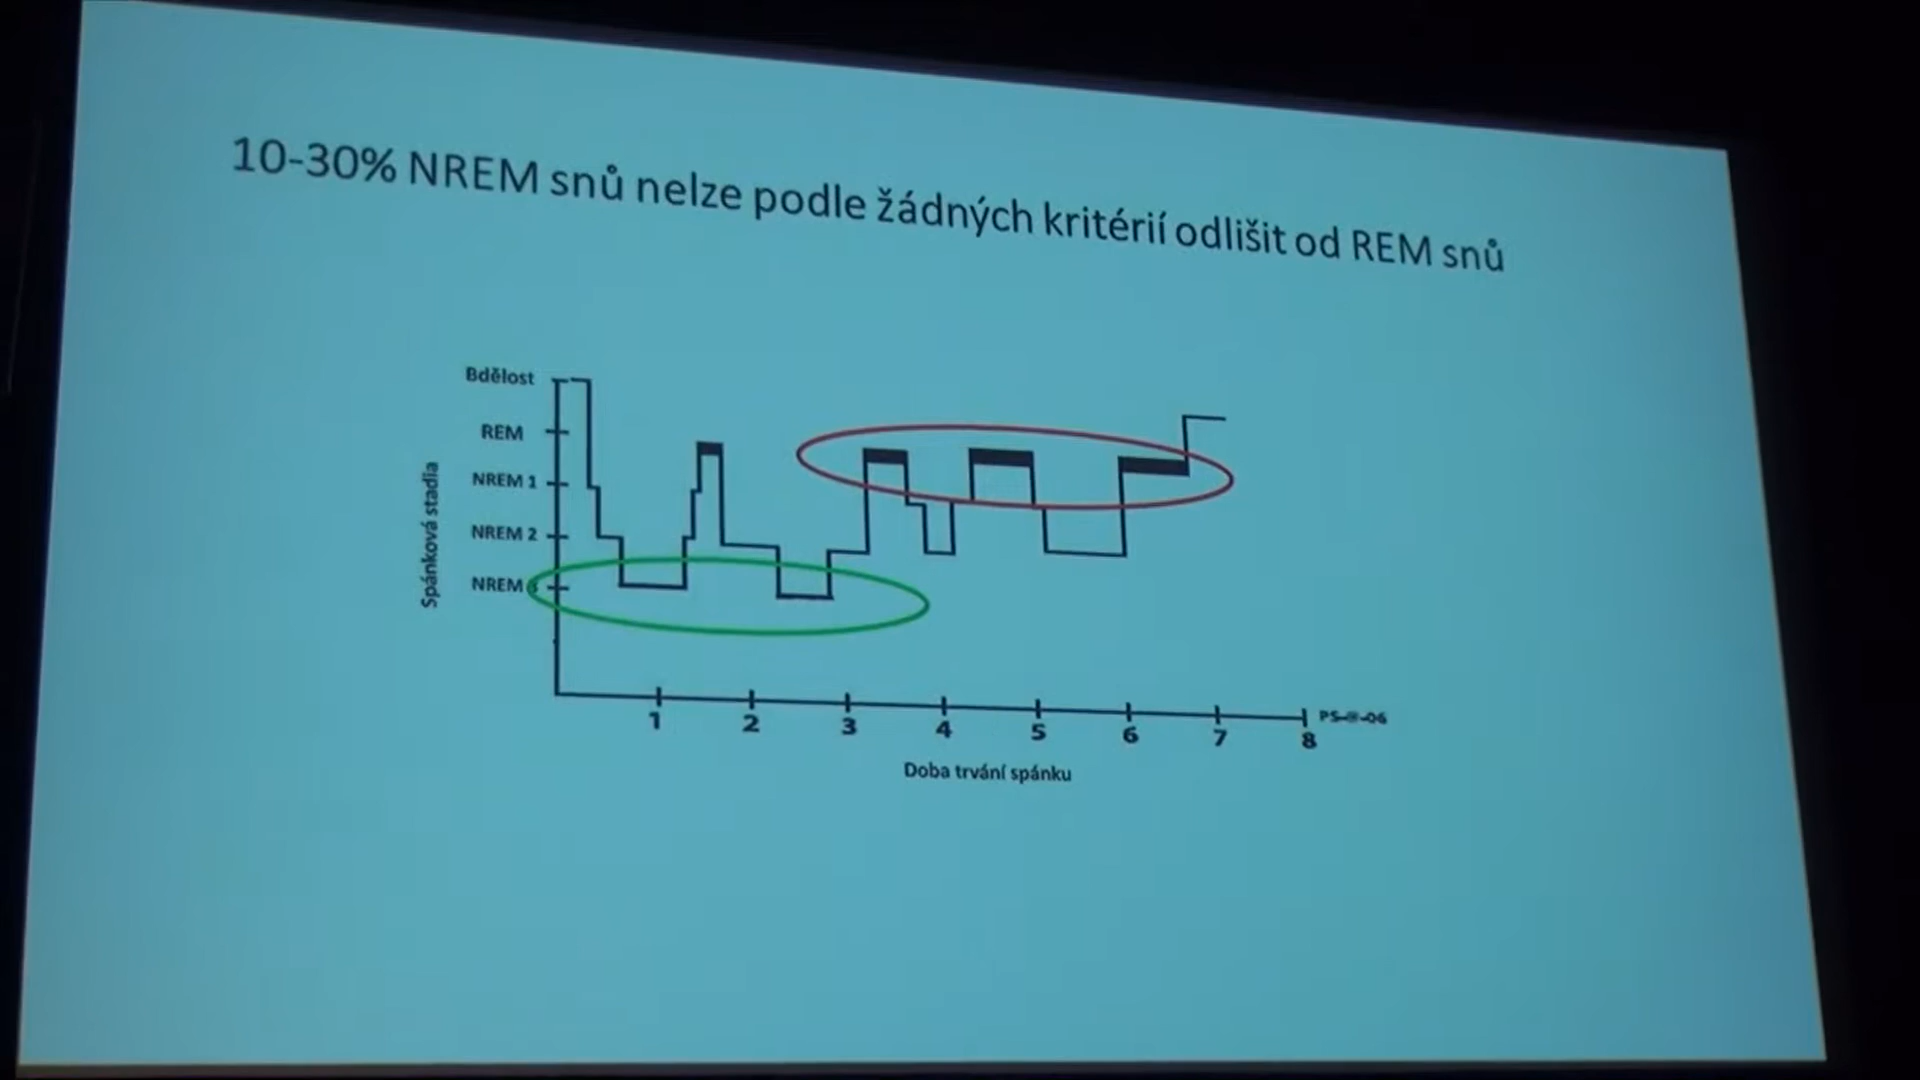 10-30% NREM snů nelze podle žádných kritérií odlišit od REM snů
Bdělost
REM
NREM 1
NREM 2
NREM
Spánková stadia
1 2 3 4 5 6 7 8
Doba trvání spánku